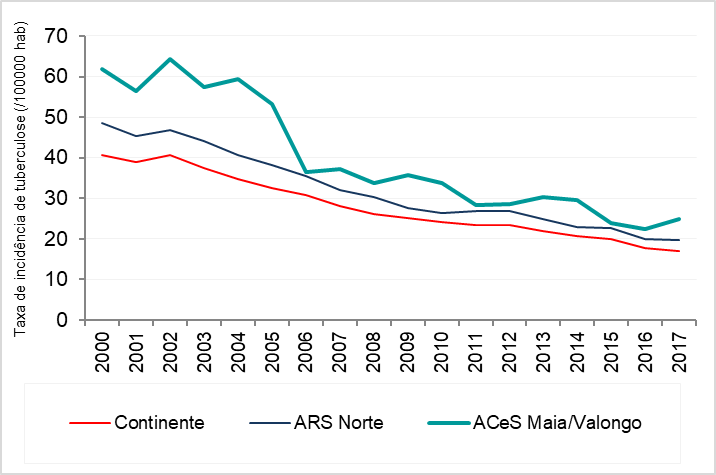 Taxa de incidência de tuberculose (/100000 hab)
70
60
50
40
30
20
10
0
2000 2001 2002 2003 2004 2005 2006 2007 2008 2009 2010 2011 2012 2013 2014 2015 2016 2017
Continente ARS Norte ACeS Maia/Valongo